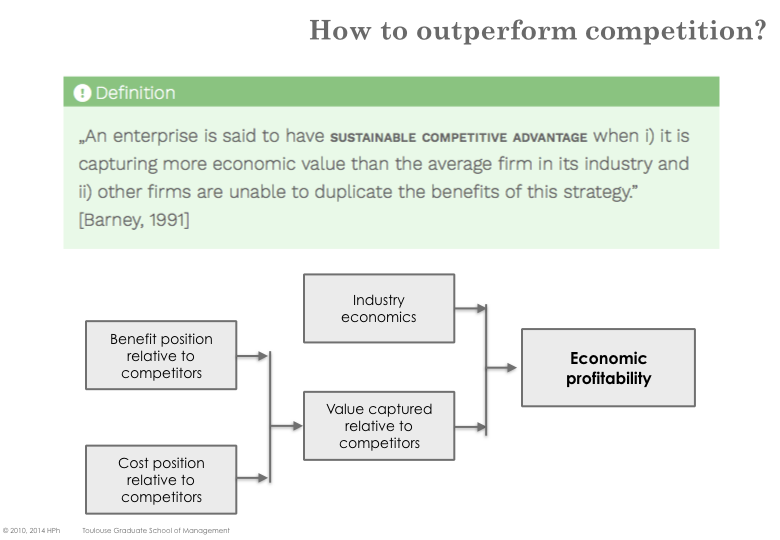 How to outperform competition?
! Definition
„An enterprise is said to have SUSTAINABLE COMPETITIVE ADVANTAGE when i) it is
capturing more economic value than the average firm in its industry and
ii) other firms are unable to duplicate the benefits of this strategy.”
[Barney, 1991]
Industry
economics
Benefit position
relative to
competitors
Economic
profitability
Value captured
relative to
competitors
Cost position
relative to
competitors
© 2010, 2014 HPh Toulouse Graduate School of Management